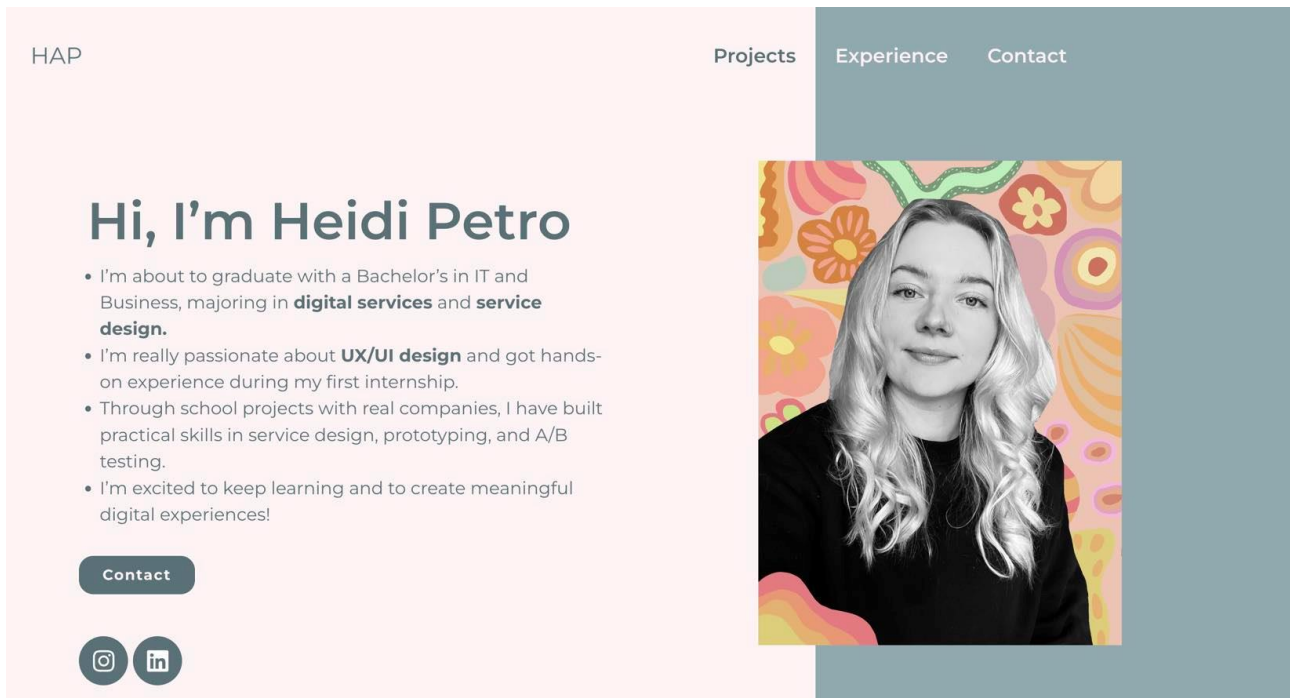 HAP
Projects
Experience
Contact
Hi, I’m Heidi Petro
• I’m about to graduate with a Bachelor’s in IT and
Business, majoring in digital services and service
design.
• I’m really passionate about UX/UI design and got hands-
on experience during my first internship.
• Through school projects with real companies, I have built
practical skills in service design, prototyping, and A/B
testing.
• I’m excited to keep learning and to create meaningful
digital experiences!
Contact
in